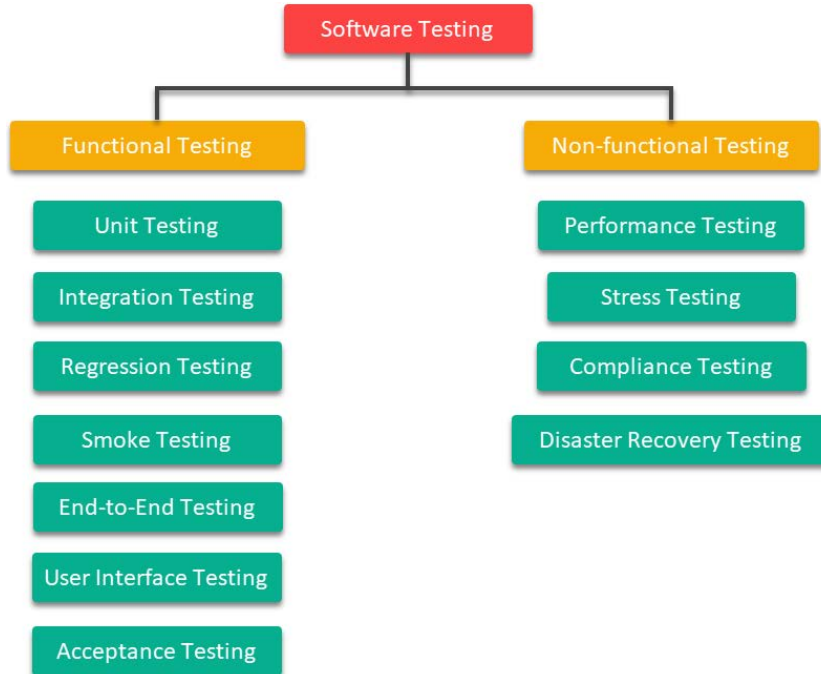 Software Testing
Functional Testing
Unit Testing
Integration Testing
Regression Testing
Smoke Testing
End-to-End Testing
User Interface Testing
Acceptance Testing
Non-functional Testing
Performance Testing
Stress Testing
Compliance Testing
Disaster Recovery Testing